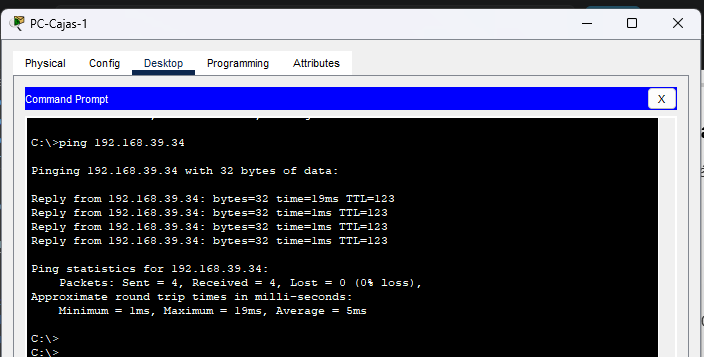 PC-Cajas-1
Physical Config Desktop Programming Attributes
Command Prompt X
C:\>ping 192.168.39.34
Pinging 192.168.39.34 with 32 bytes of data:
Reply from 192.168.39.34: bytes=32 time=19ms TTL=123
Reply from 192.168.39.34: bytes=32 time=1ms TTL=123
Reply from 192.168.39.34: bytes=32 time=1ms TTL=123
Reply from 192.168.39.34: bytes=32 time=1ms TTL=123
Ping statistics for 192.168.39.34:
    Packets: Sent = 4, Received = 4, Lost = 0 (0% loss),
Approximate round trip times in milli-seconds:
    Minimum = 1ms, Maximum = 19ms, Average = 5ms
C:\>
C:\>